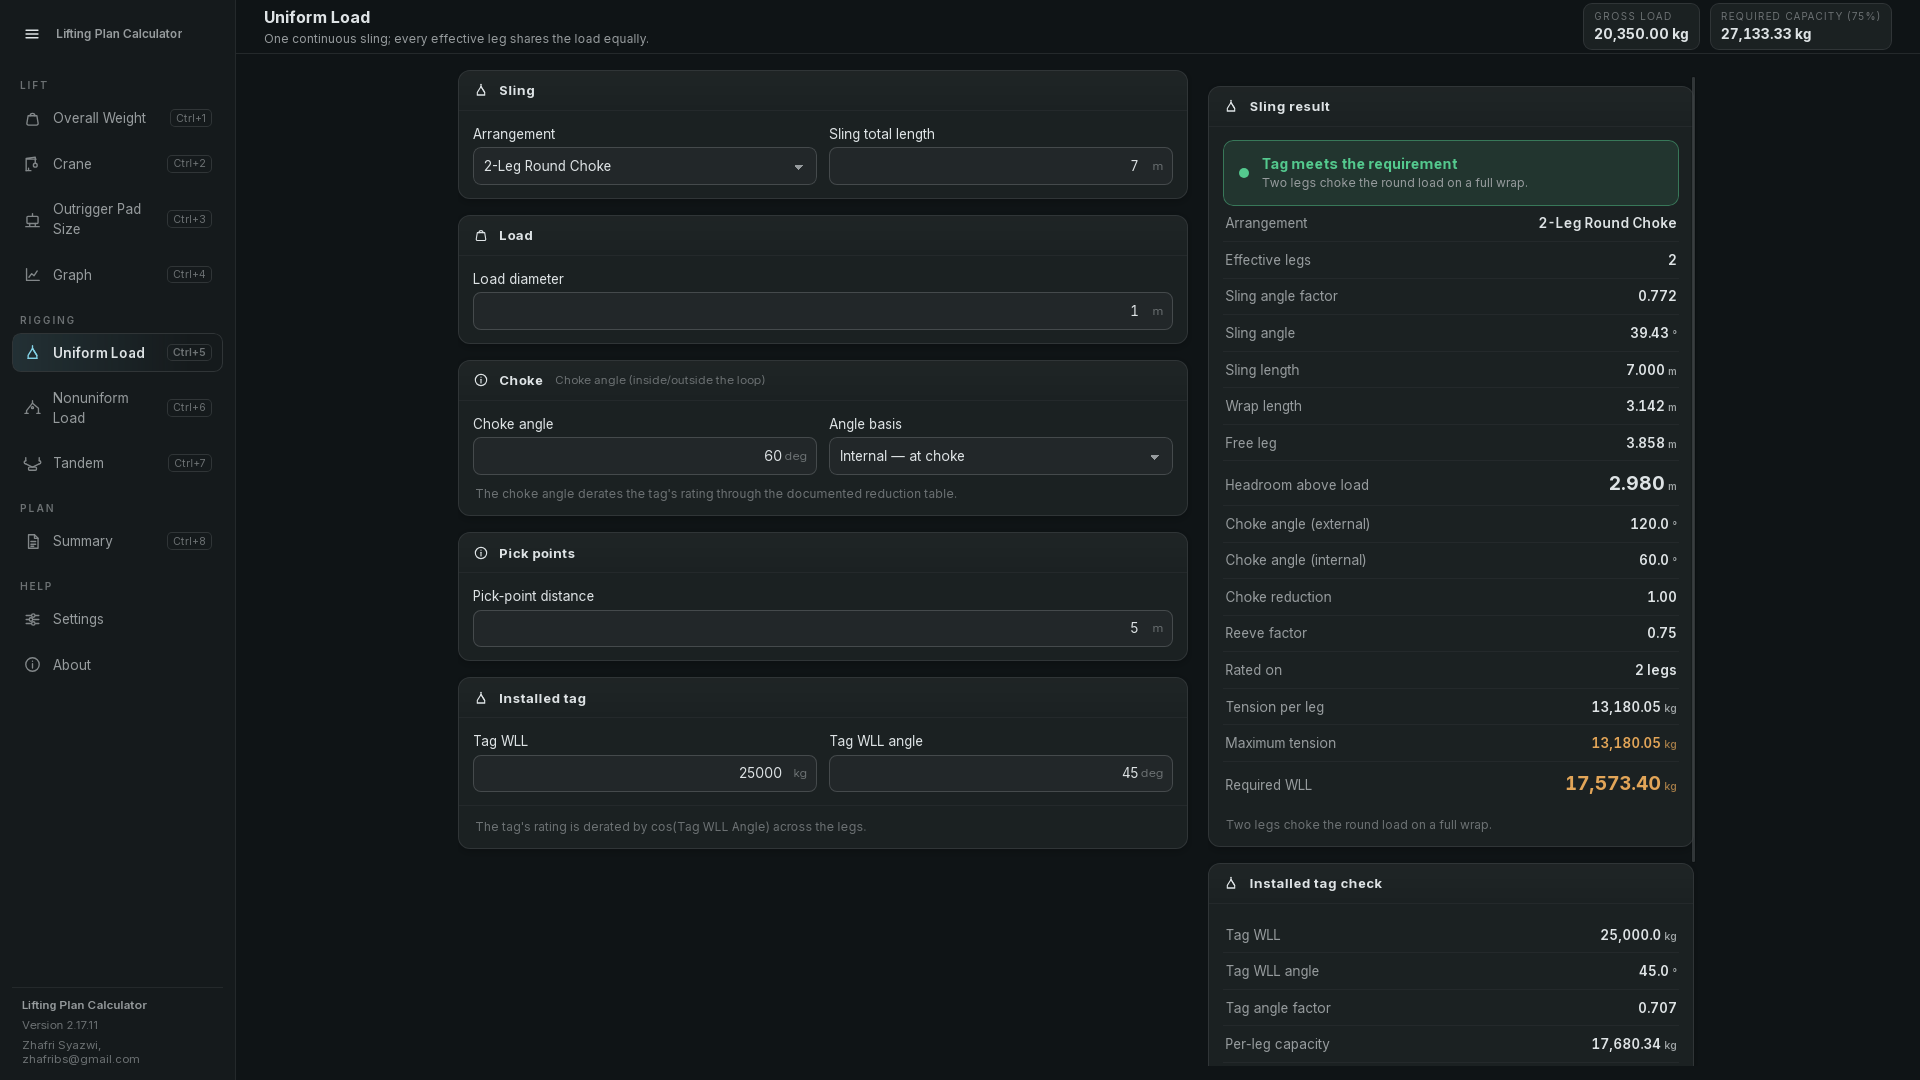 Lifting Plan Calculator
LIFT
Overall Weight Ctrl+1
Crane Ctrl+2
Outrigger Pad Size Ctrl+3
Graph Ctrl+4
RIGGING
Uniform Load Ctrl+5
Nonuniform Load Ctrl+6
Tandem Ctrl+7
PLAN
Summary Ctrl+8
HELP
Settings
About
Lifting Plan Calculator
Version 2.17.11
Zhafri Syazwi,
zhafribs@gmail.com
Uniform Load
One continuous sling; every effective leg shares the load equally.
GROSS LOAD
20,350.00 kg
REQUIRED CAPACITY (75%)
27,133.33 kg
Sling
Arrangement
2-Leg Round Choke
Sling total length
7 m
Load
Load diameter
1 m
Choke Choke angle (inside/outside the loop)
Choke angle
60 deg
Angle basis
Internal — at choke
The choke angle derates the tag's rating through the documented reduction table.
Pick points
Pick-point distance
5 m
Installed tag
Tag WLL
25000 kg
Tag WLL angle
45 deg
The tag's rating is derated by cos(Tag WLL Angle) across the legs.
Sling result
Tag meets the requirement
Two legs choke the round load on a full wrap.
Arrangement 2-Leg Round Choke
Effective legs 2
Sling angle factor 0.772
Sling angle 39.43 °
Sling length 7.000 m
Wrap length 3.142 m
Free leg 3.858 m
Headroom above load 2.980 m
Choke angle (external) 120.0 °
Choke angle (internal) 60.0 °
Choke reduction 1.00
Reeve factor 0.75
Rated on 2 legs
Tension per leg 13,180.05 kg
Maximum tension 13,180.05 kg
Required WLL 17,573.40 kg
Two legs choke the round load on a full wrap.
Installed tag check
Tag WLL 25,000.0 kg
Tag WLL angle 45.0 °
Tag angle factor 0.707
Per-leg capacity 17,680.34 kg